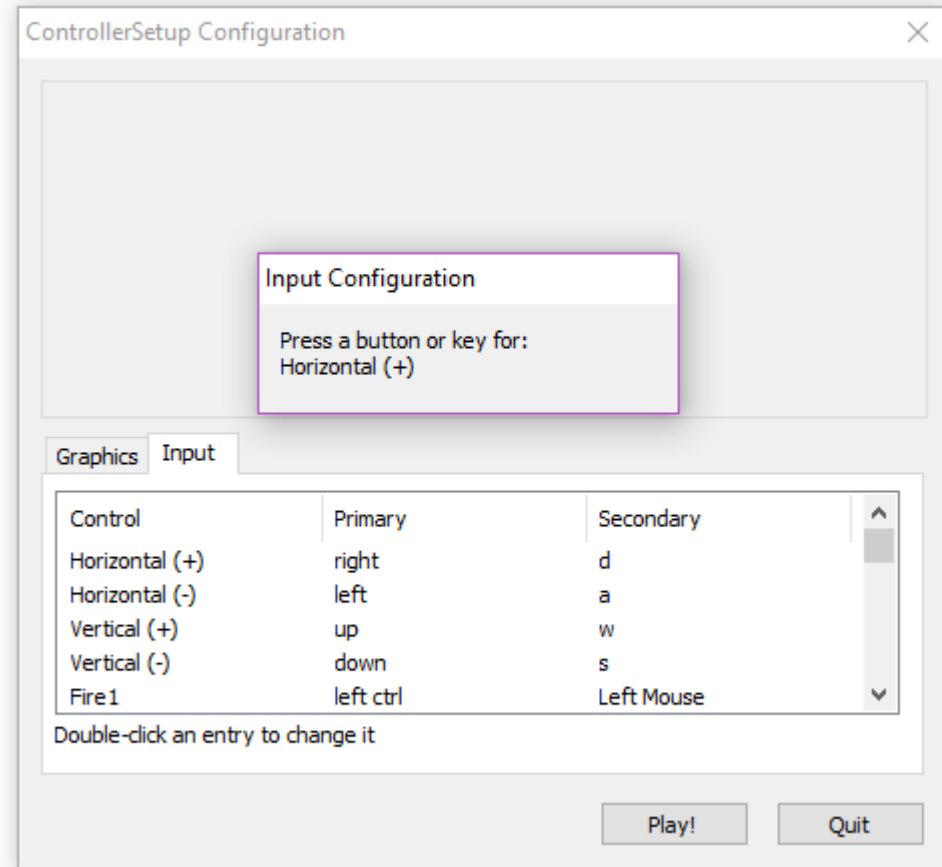 ControllerSetup Configuration
Input Configuration
Press a button or key for:
Horizontal (+)
Graphics Input
Control Primary Secondary
Horizontal (+) right d
Horizontal (-) left a
Vertical (+) up w
Vertical (-) down s
Fire1 left ctrl Left Mouse
Double-click an entry to change it
Play! Quit